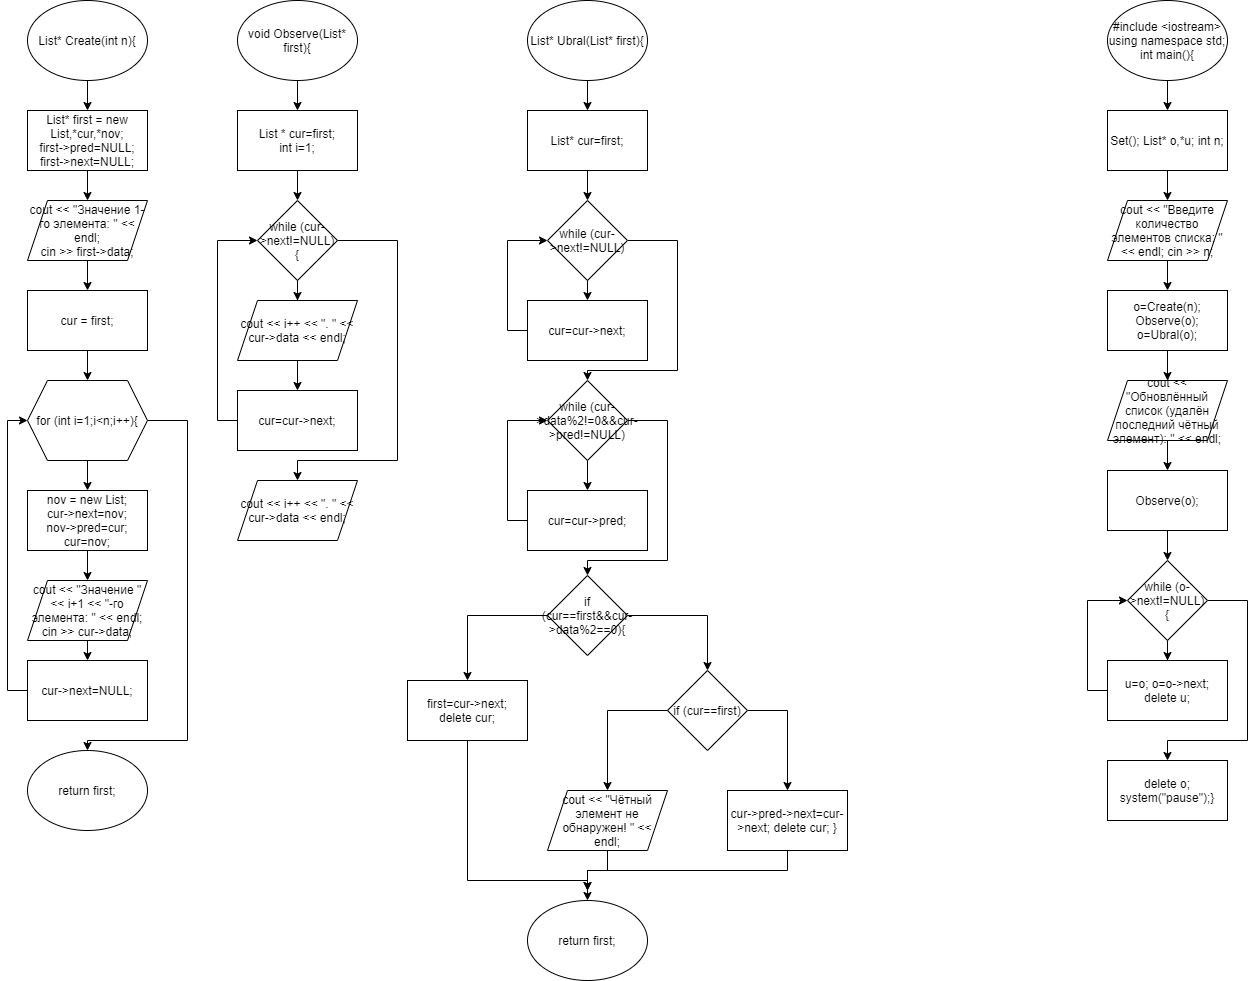 List* Create(int n){
List* first = new
List,*cur,*nov;
first->pred=NULL;
first->next=NULL;
cout << "Значение 1-
го элемента: " <<
endl;
cin >> first->data;
cur = first;
for (int i=1;i<n;i++){
nov = new List;
cur->next=nov;
nov->pred=cur;
cur=nov;
cout << "Значение "
<< i+1 << "-го
элемента: " << endl;
cin >> cur->data;
cur->next=NULL;
return first;
void Observe(List*
first){
List * cur=first;
int i=1;
while (cur-
>next!=NULL)
{
cout << i++ << ". " <<
cur->data << endl;
cur=cur->next;
cout << i++ << ". " <<
cur->data << endl;
List* Ubral(List* first){
List* cur=first;
while (cur-
>next!=NULL)
cur=cur->next;
while (cur-
>data%2!=0&&cur-
>pred!=NULL)
cur=cur->pred;
if
(cur==first&&cur-
>data%2==0){
first=cur->next;
delete cur;
if (cur==first)
cout << "Чётный
элемент не
обнаружен! " <<
endl;
cur->pred->next=cur-
>next; delete cur; }
return first;
#include <iostream>
using namespace std;
int main(){
Set(); List* o,*u; int n;
cout << "Введите
количество
элементов списка: "
<< endl; cin >> n;
o=Create(n);
Observe(o);
o=Ubral(o);
cout <<
"Обновлённый
список (удалён
последний чётный
элемент): " << endl;
Observe(o);
while (o-
>next!=NULL)
{
u=o; o=o->next;
delete u;
delete o;
system("pause");}